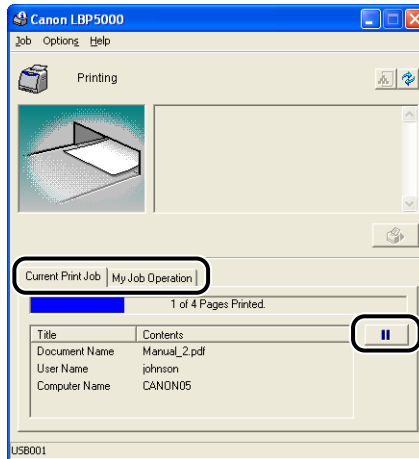 Canon LBP5000
Job Options Help
Printing
Current Print Job My Job Operation
1 of 4 Pages Printed.
Title Contents
Document Name Manual_2.pdf
User Name johnson
Computer Name CANON05
USB001